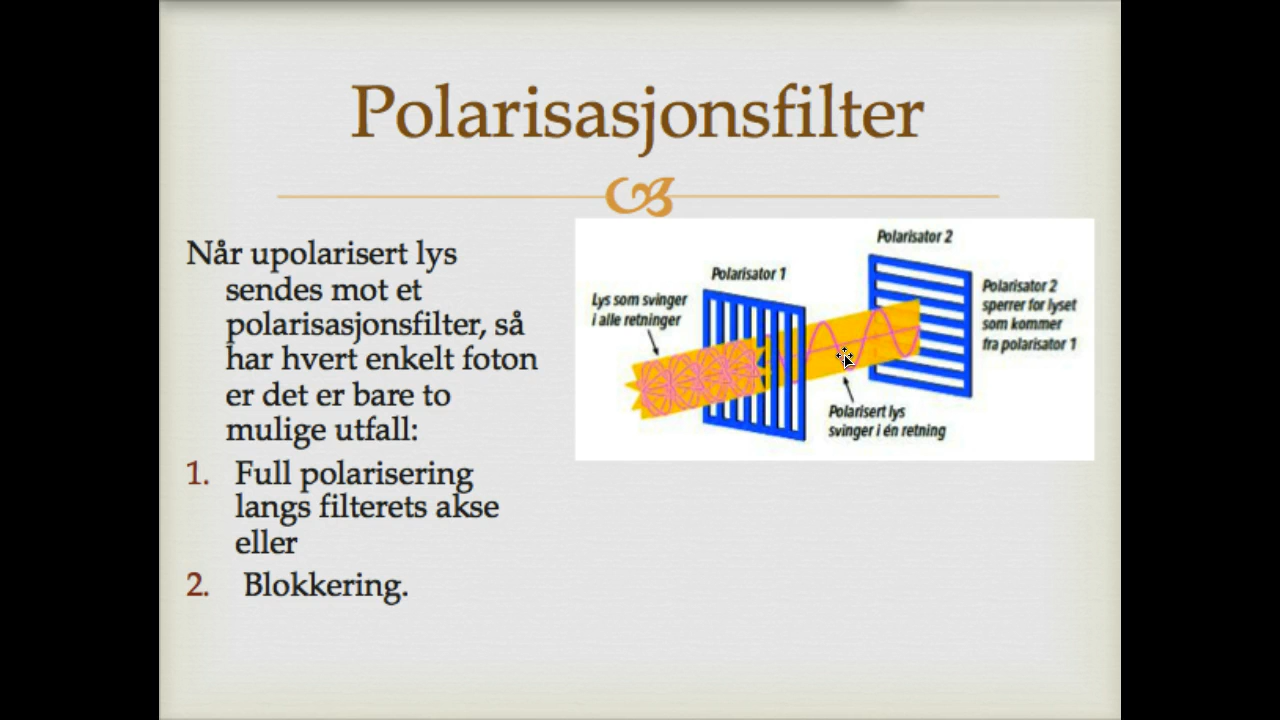 Polarisasjonsfilter
Når upolarisert lys
sendes mot et
polarisasjonsfilter, så
har hvert enkelt foton
er det er bare to
mulige utfall:
1. Full polarisering
langs filterets akse
eller
2. Blokkering.
Polarisator 2
Polarisator 1
Lys som svinger
i alle retninger
Polarisator 2
sperrer for lyset
som kommer
fra polarisator 1
Polarisert lys
svinger i én retning